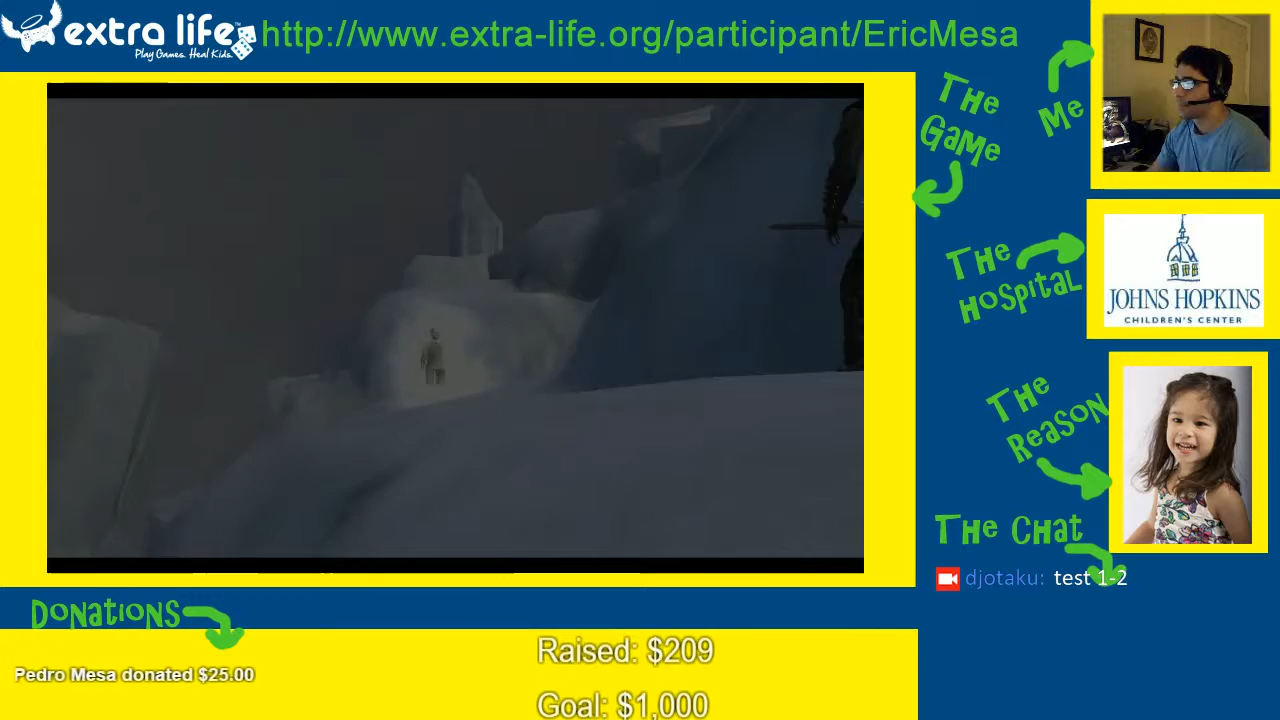 extra life
Play Games. Heal Kids.
http://www.extra-life.org/participant/EricMesa
THE GAME
Me
THE HOSPITAL
JOHNS HOPKINS
CHILDREN'S CENTER
THE REASON
THE CHAT
djotaku: test 1-2
DONATIONS
Pedro Mesa donated $25.00
Raised: $209
Goal: $1,000